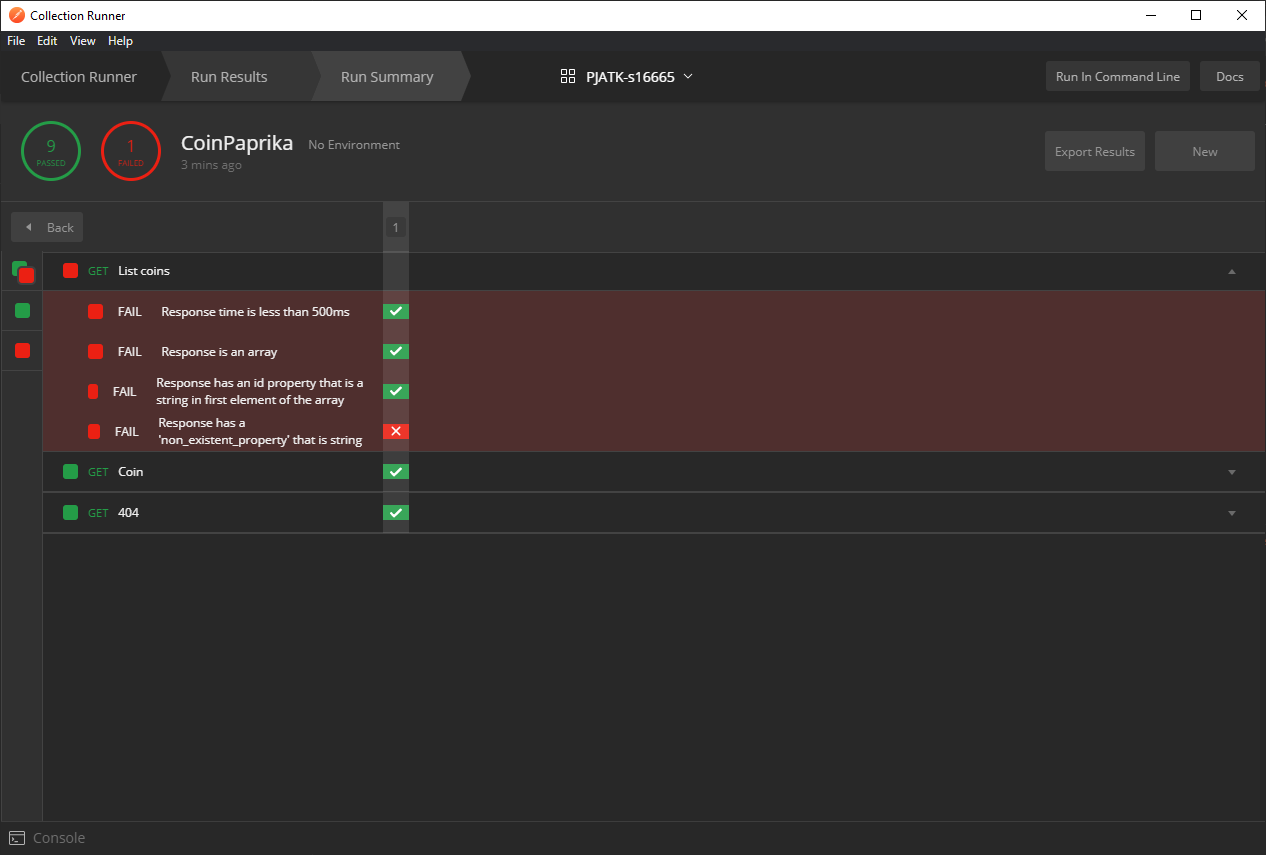 Collection Runner
File Edit View Help
Collection Runner Run Results Run Summary PJATK-s16665 Run In Command Line Docs
9 PASSED
1 FAILED
CoinPaprika No Environment
3 mins ago
Export Results New
Back 1
GET List coins
FAIL Response time is less than 500ms
FAIL Response is an array
FAIL Response has an id property that is a
string in first element of the array
FAIL Response has a
'non_existent_property' that is string
GET Coin
GET 404
Console